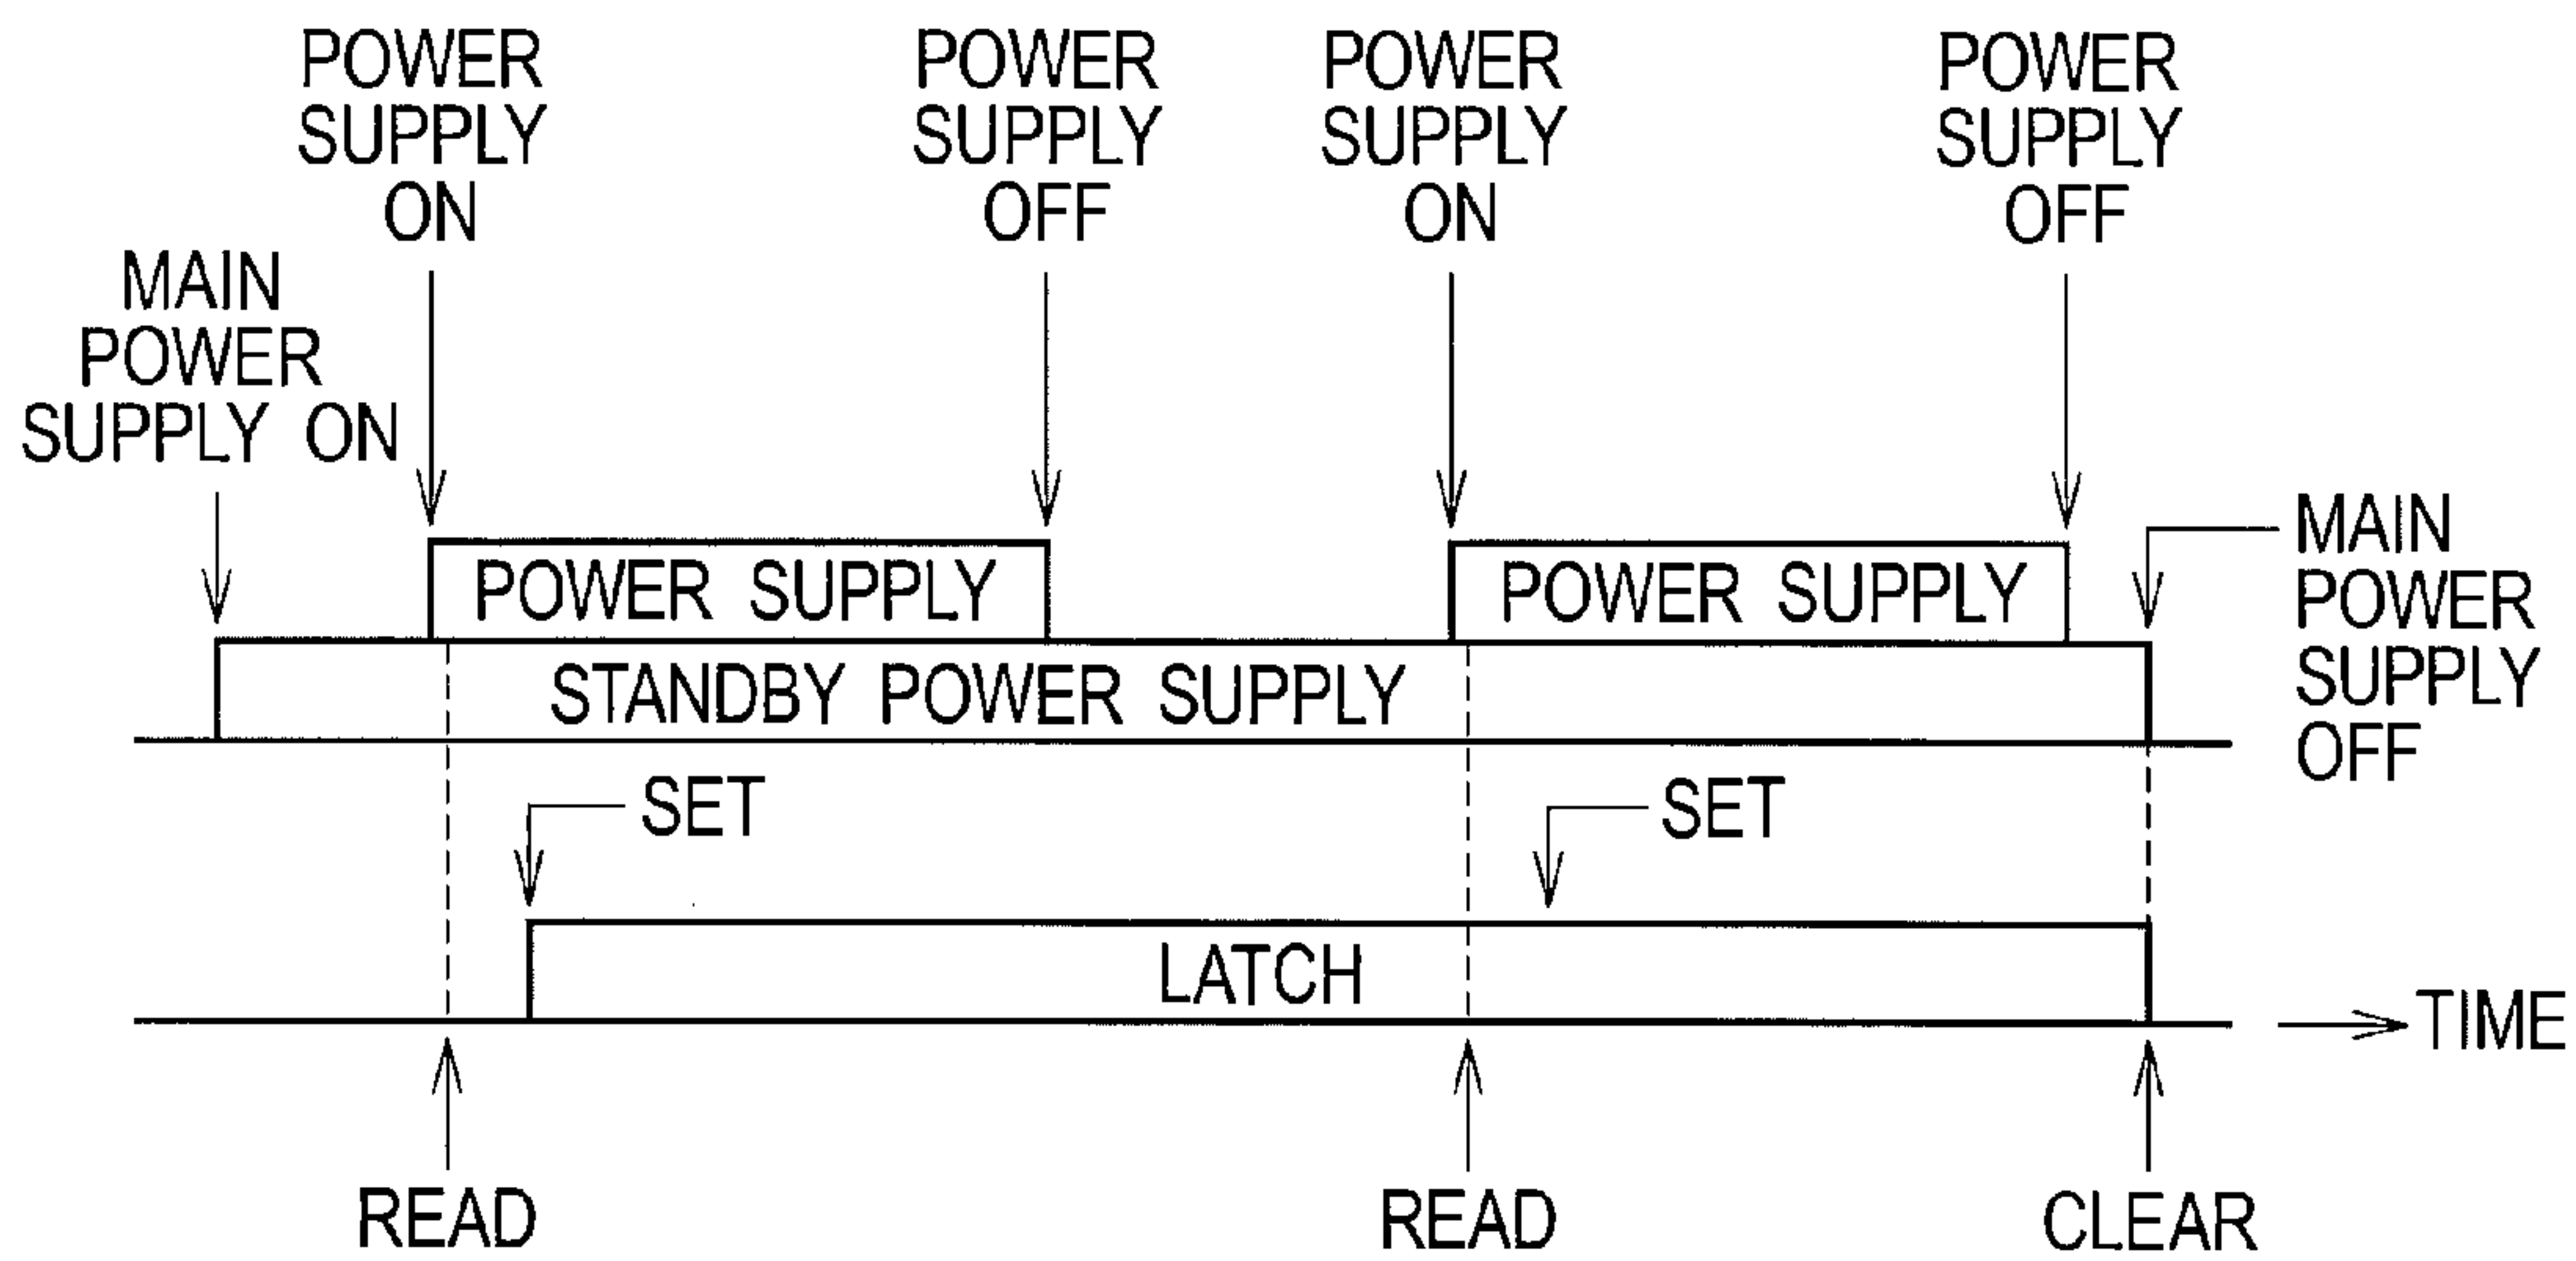 POWER
SUPPLY
ON
POWER
SUPPLY
OFF
POWER
SUPPLY
ON
POWER
SUPPLY
OFF
MAIN
POWER
SUPPLY ON
MAIN
POWER
SUPPLY
OFF
POWER SUPPLY
POWER SUPPLY
STANDBY POWER SUPPLY
SET
SET
LATCH
TIME
READ
READ
CLEAR